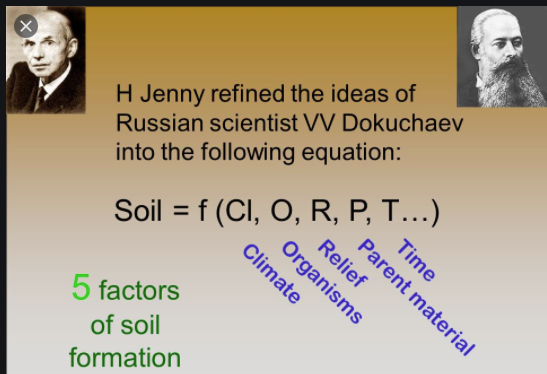 H Jenny refined the ideas of
Russian scientist VV Dokuchaev
into the following equation:
Soil = f (Cl, O, R, P, T…)
Climate
Organisms
Relief
Parent material
Time
5 factors
of soil
formation